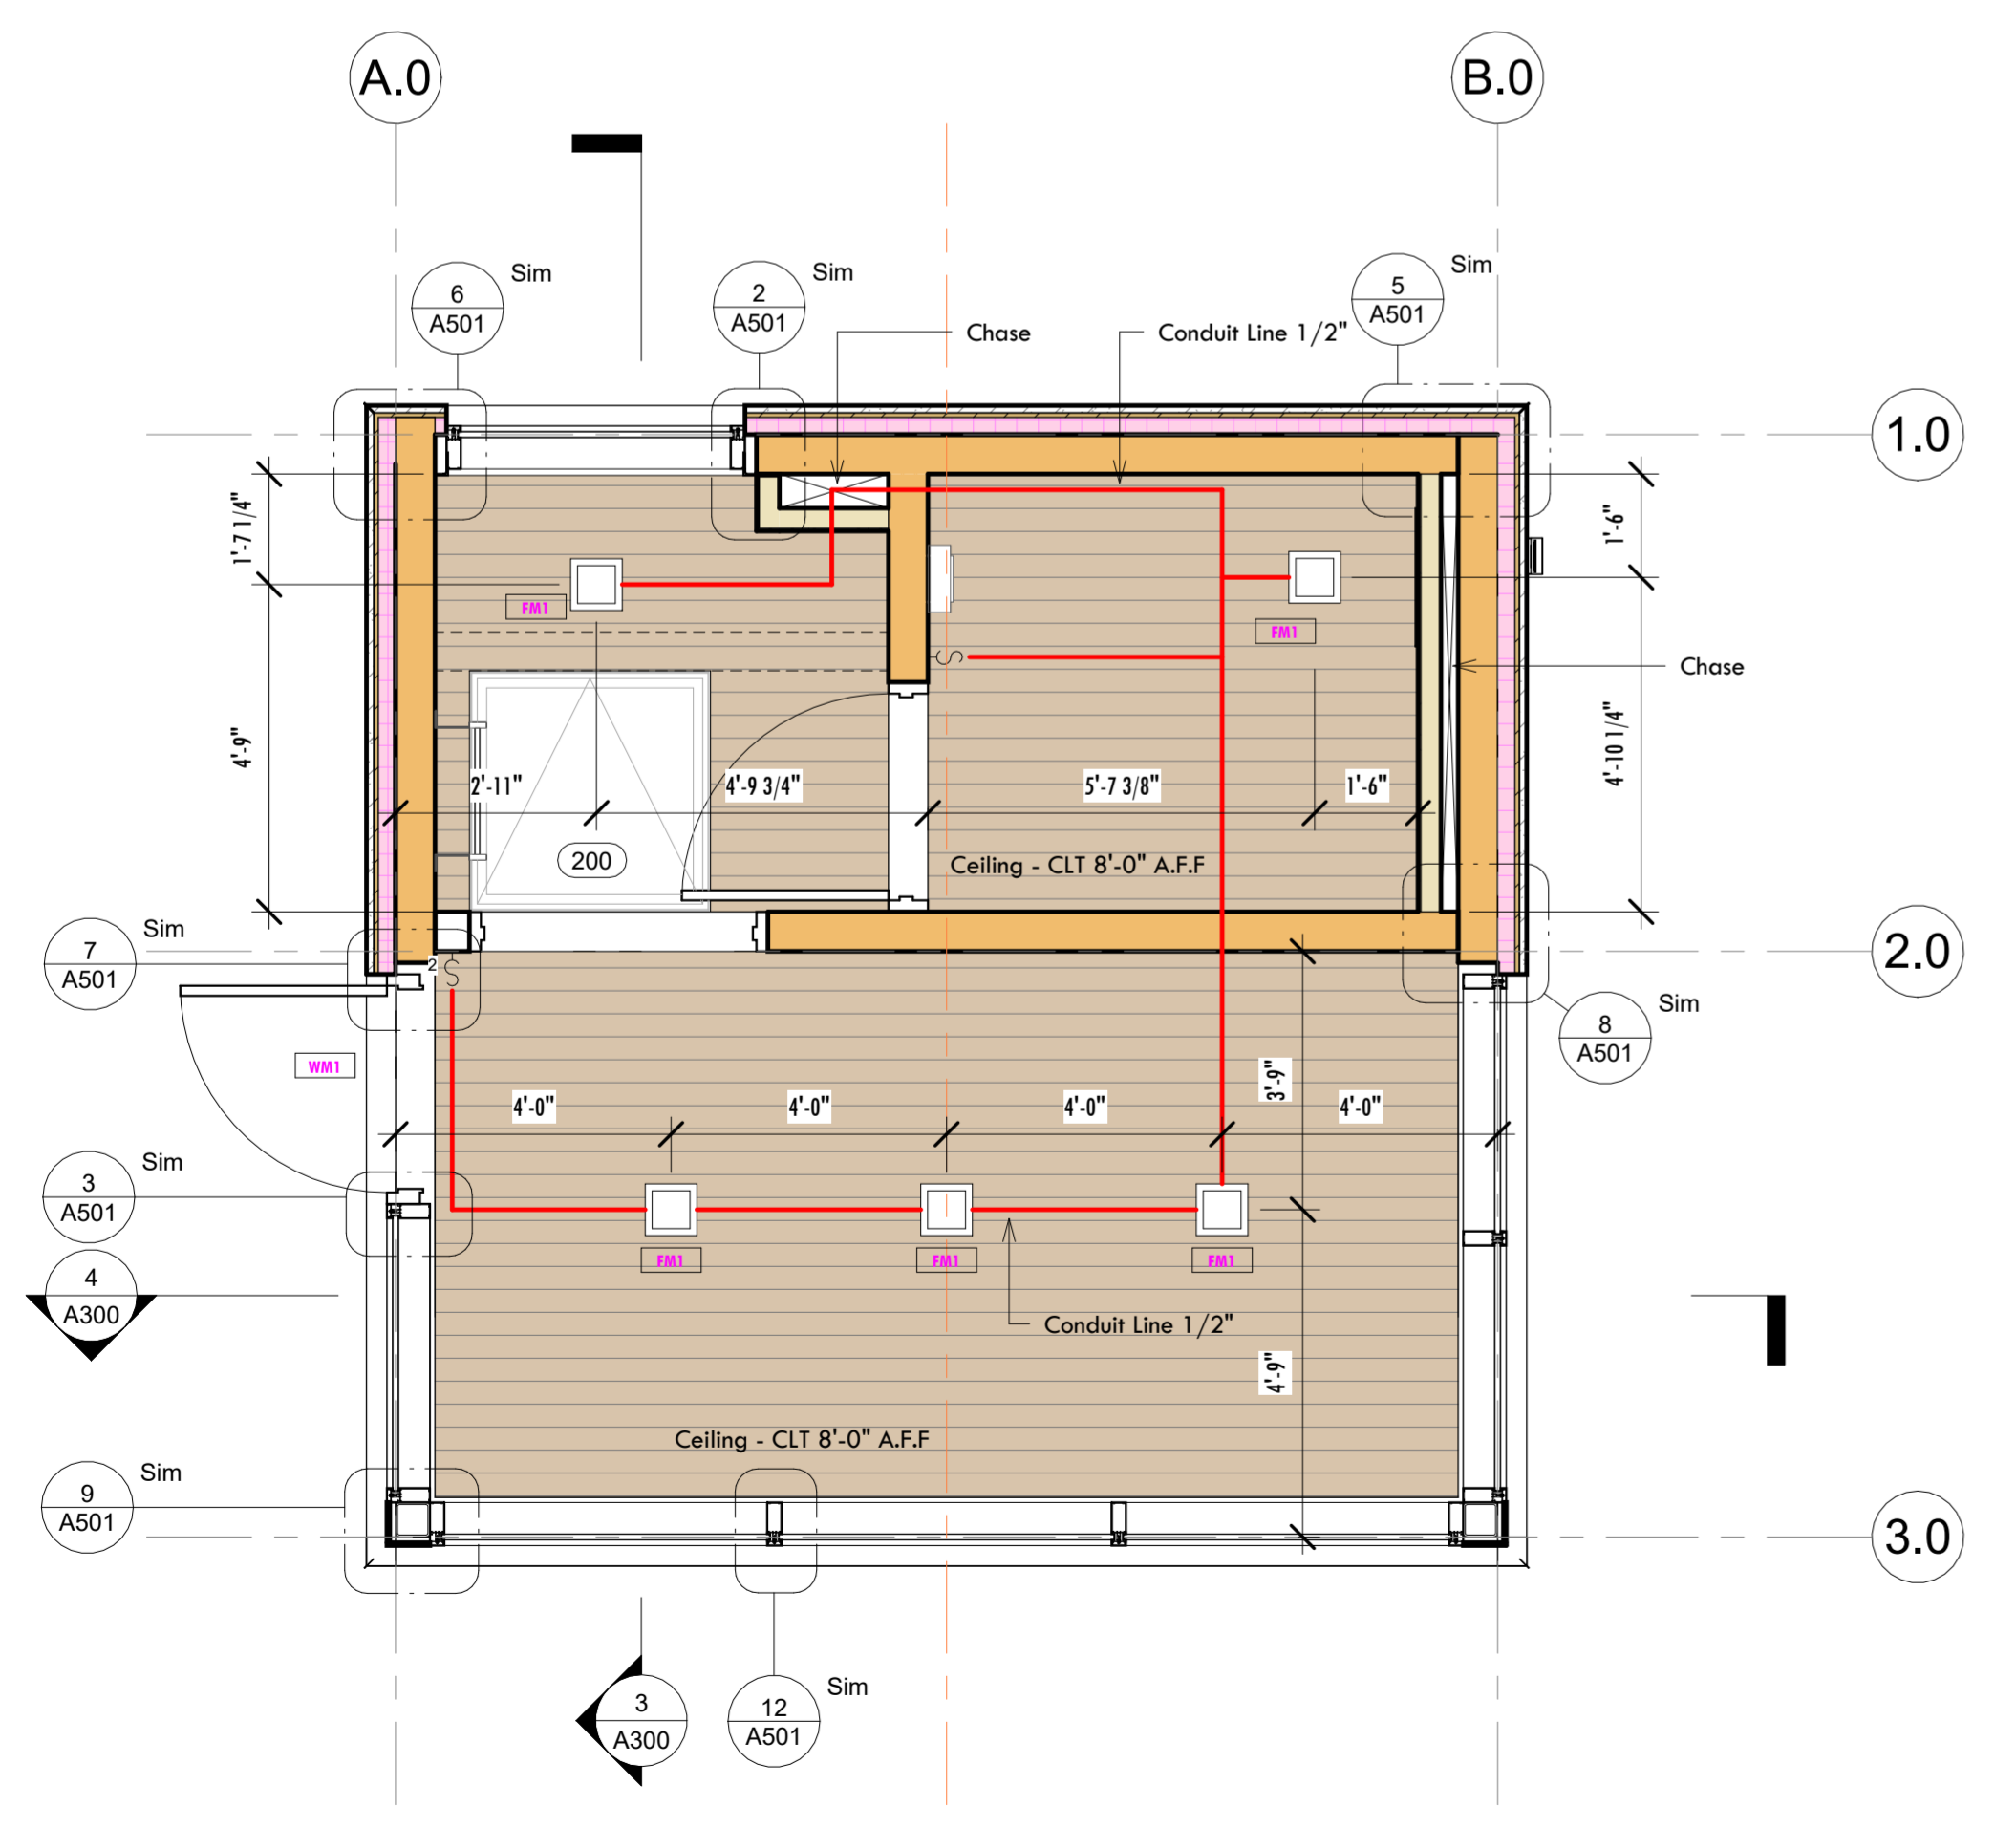 A.0
B.0
Sim
6
A501
Sim
2
A501
Sim
5
A501
Chase
Conduit Line 1/2"
1.0
1'-7 1/4"
1'-6"
FM1
FM1
S
Chase
4'-9"
4'-10 1/4"
2'-11"
4'-9 3/4"
5'-7 3/8"
1'-6"
200
Ceiling - CLT 8'-0" A.F.F
Sim
7
A501
2
S
2.0
Sim
8
A501
WM1
3'-9"
4'-0"
4'-0"
4'-0"
4'-0"
Sim
3
A501
FM1
FM1
FM1
4
A300
Conduit Line 1/2"
4'-9"
Ceiling - CLT 8'-0" A.F.F
Sim
9
A501
3.0
3
A300
Sim
12
A501